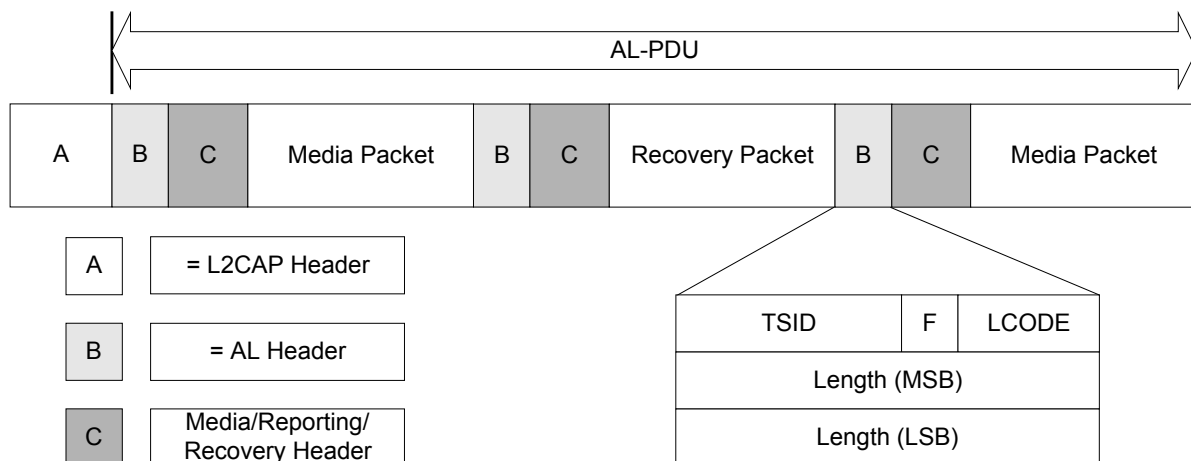 AL-PDU
A B C Media Packet B C Recovery Packet B C Media Packet
A = L2CAP Header
TSID F LCODE
B = AL Header
Length (MSB)
C Media/Reporting/
Recovery Header
Length (LSB)